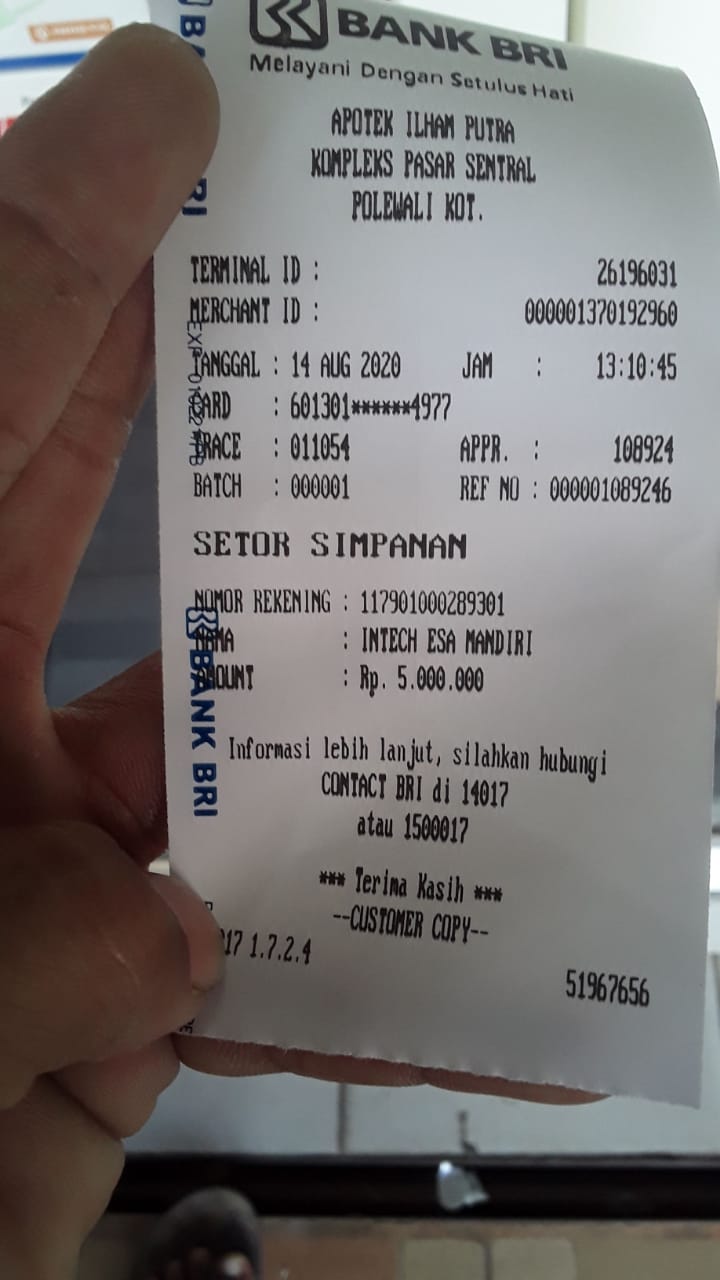 BANK BRI
Melayani Dengan Setulus Hati
APOTEK ILHAM PUTRA
KOMPLEKS PASAR SENTRAL
POLEWALI KOT.
TERMINAL ID : 26196031
MERCHANT ID : 000001370192960
TANGGAL : 14 AUG 2020 JAM : 13:10:45
CARD : 601301******4977
TRACE : 011054 APPR. : 108924
BATCH : 000001 REF NO : 000001089246
SETOR SIMPANAN
NOMOR REKENING : 117901000289301
NAMA : INTECH ESA MANDIRI
AMOUNT : Rp. 5.000.000
Informasi lebih lanjut, silahkan hubungi
CONTACT BRI di 14017
atau 1500017
*** Terima Kasih ***
--CUSTOMER COPY--
17 1.7.2.4
51967656
BANK BRI
RI